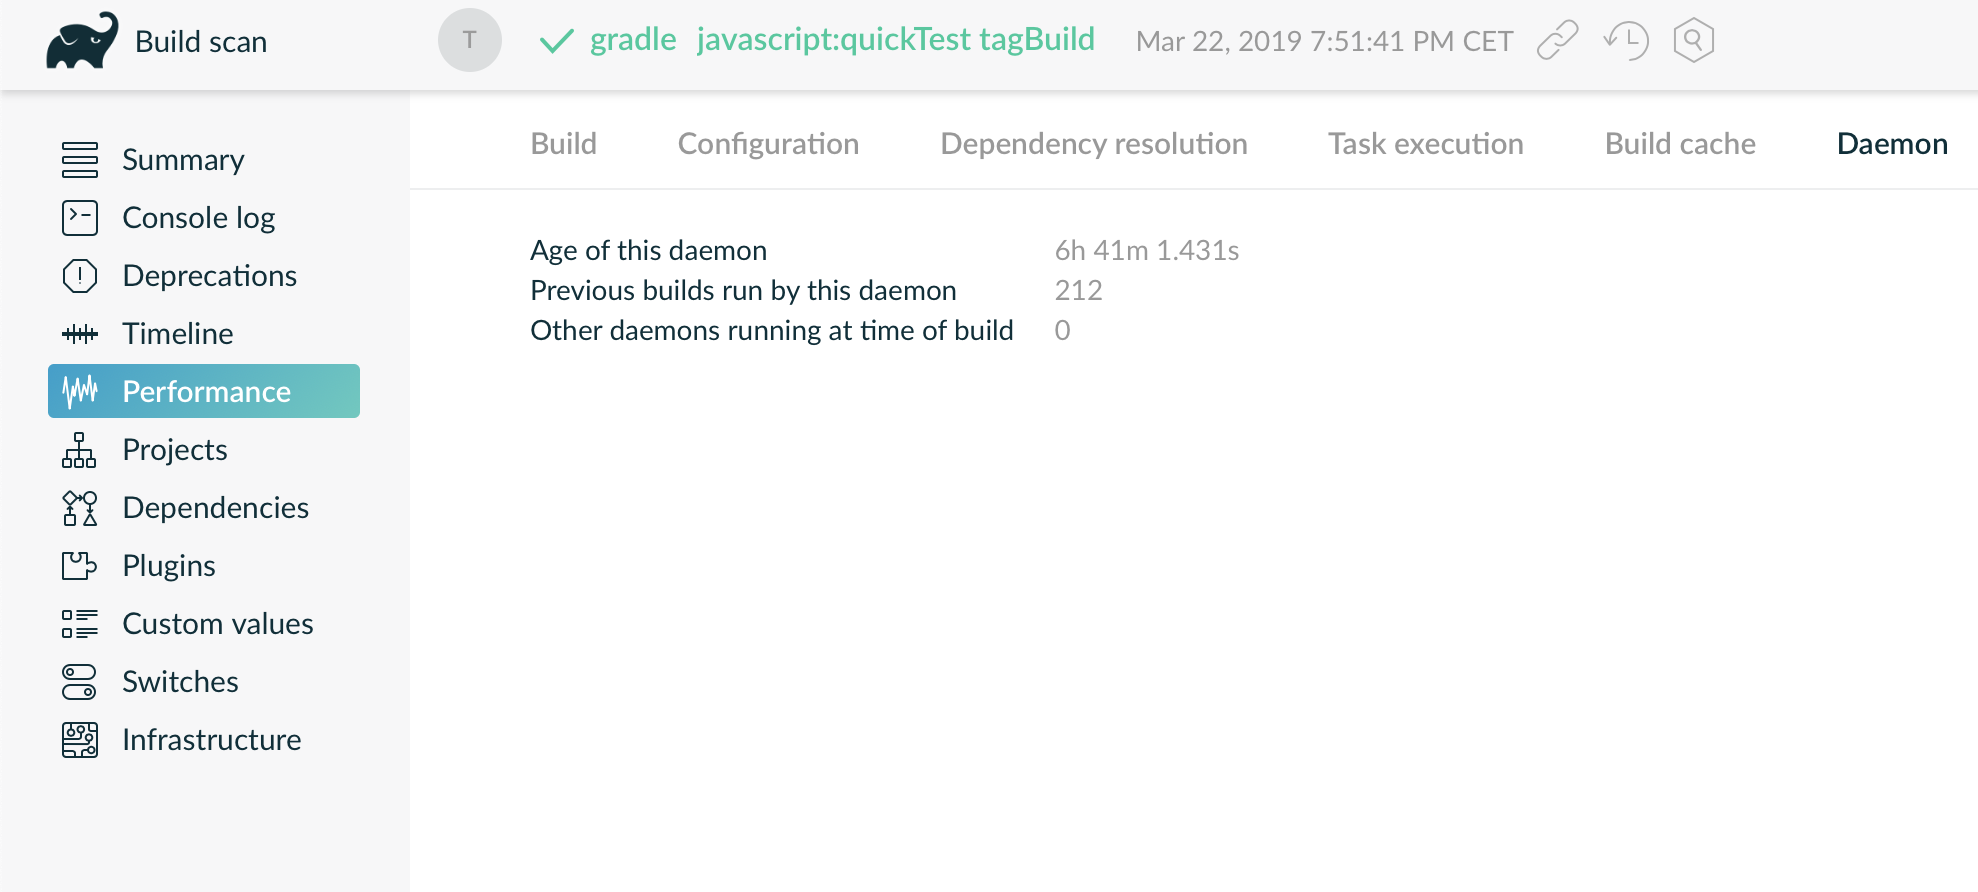 Build scan
T gradle javascript:quickTest tagBuild Mar 22, 2019 7:51:41 PM CET
Summary
Console log
Deprecations
Timeline
Performance
Projects
Dependencies
Plugins
Custom values
Switches
Infrastructure
Build Configuration Dependency resolution Task execution Build cache Daemon
Age of this daemon 6h 41m 1.431s
Previous builds run by this daemon 212
Other daemons running at time of build 0